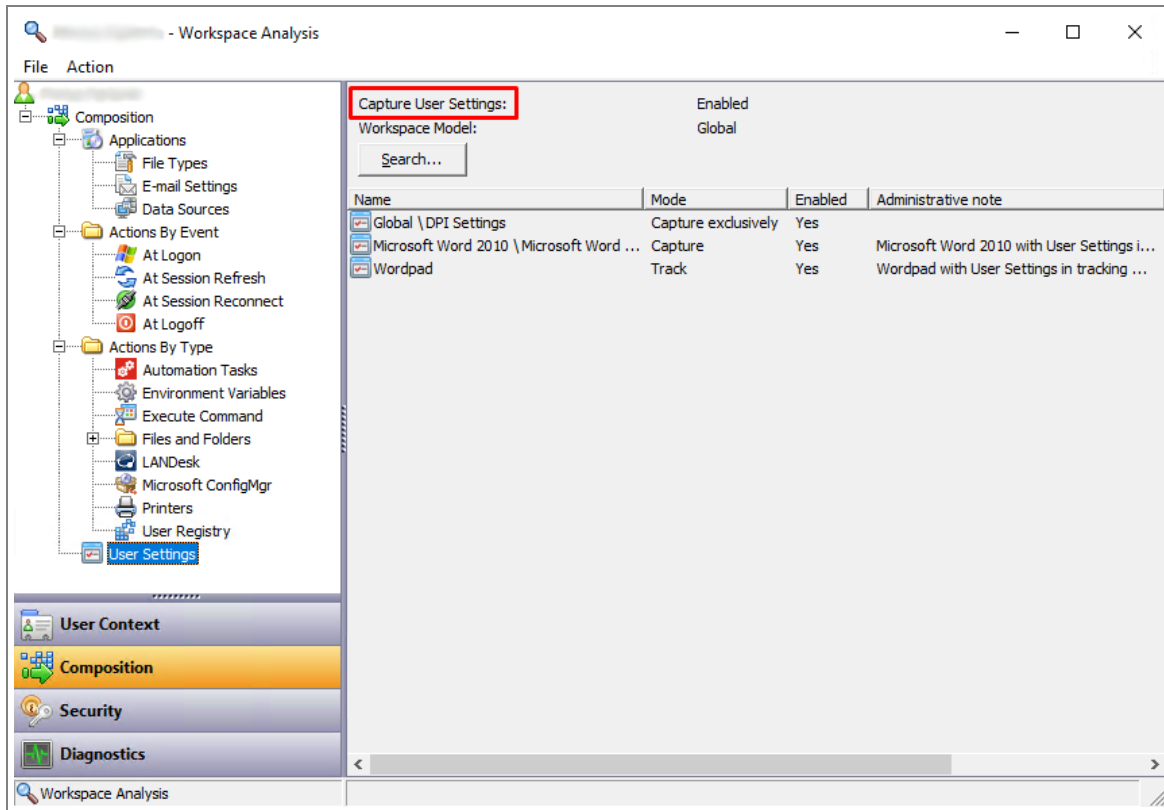 - Workspace Analysis
File Action
Composition
Applications
File Types
E-mail Settings
Data Sources
Actions By Event
At Logon
At Session Refresh
At Session Reconnect
At Logoff
Actions By Type
Automation Tasks
Environment Variables
Execute Command
Files and Folders
LANDesk
Microsoft ConfigMgr
Printers
User Registry
User Settings
User Context
Composition
Security
Diagnostics
Capture User Settings: Enabled
Workspace Model: Global
Search...
Name Mode Enabled Administrative note
Global \ DPI Settings Capture exclusively Yes
Microsoft Word 2010 \ Microsoft Word ... Capture Yes Microsoft Word 2010 with User Settings i...
Wordpad Track Yes Wordpad with User Settings in tracking ...
Workspace Analysis